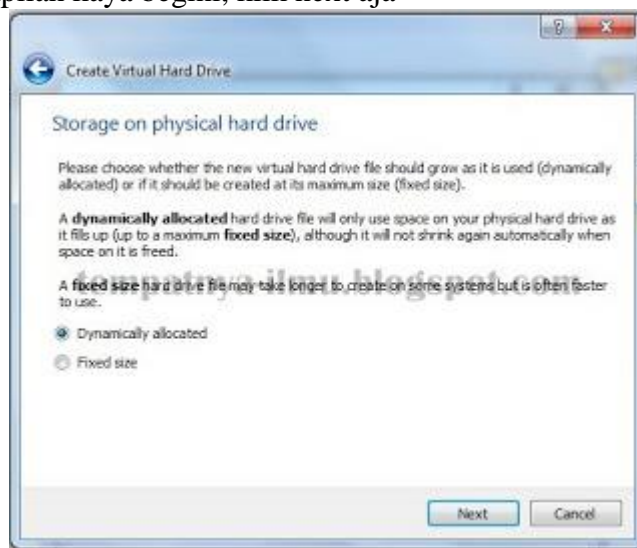 kaya begini, klik next aja
Create Virtual Hard Drive
Storage on physical hard drive
Please choose whether the new virtual hard drive file should grow as it is used (dynamically
allocated) or if it should be created at its maximum size (fixed size).
A dynamically allocated hard drive file will only use space on your physical hard drive as
it fills up (up to a maximum fixed size), although it will not shrink again automatically when
space on it is freed.
tempatnya-ilmu.blogspot.com
A fixed size hard drive file may take longer to create on some systems but is often faster
to use.
Dynamically allocated
Fixed size
Next Cancel